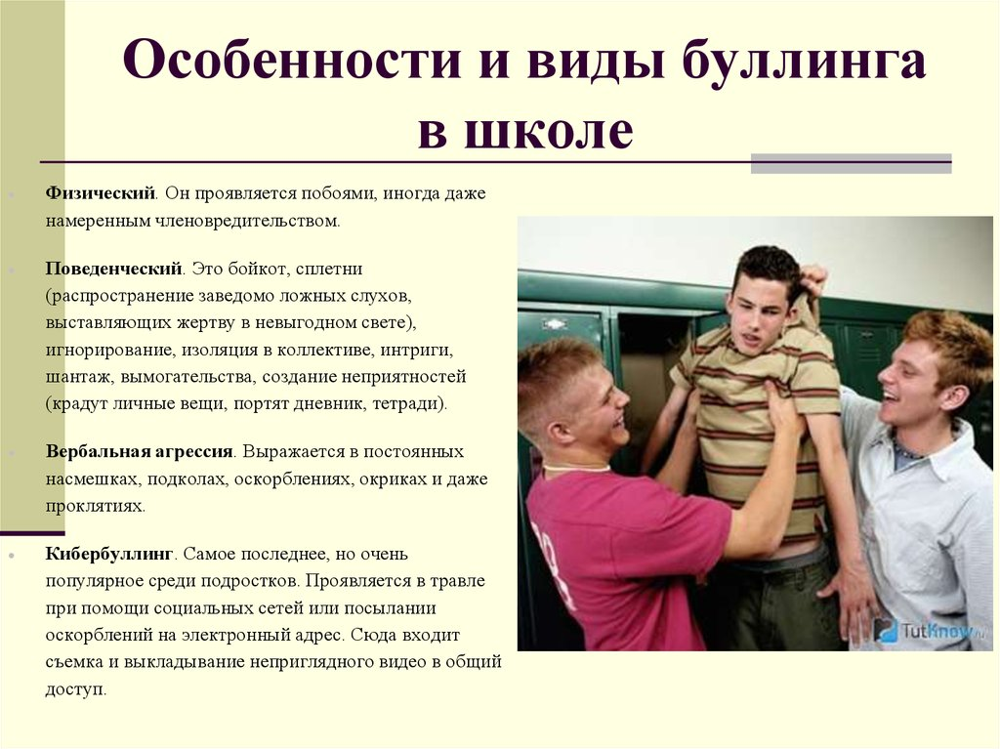 Особенности и виды буллинга
в школе
Физический. Он проявляется побоями, иногда даже
намеренным членовредительством.
Поведенческий. Это бойкот, сплетни
(распространение заведомо ложных слухов,
выставляющих жертву в невыгодном свете),
игнорирование, изоляция в коллективе, интриги,
шантаж, вымогательства, создание неприятностей
(крадут личные вещи, портят дневник, тетради).
Вербальная агрессия. Выражается в постоянных
насмешках, подколах, оскорблениях, окриках и даже
проклятиях.
Кибербуллинг. Самое последнее, но очень
популярное среди подростков. Проявляется в травле
при помощи социальных сетей или посылании
оскорблений на электронный адрес. Сюда входит
съемка и выкладывание неприглядного видео в общий
доступ.
TutKnow.ru